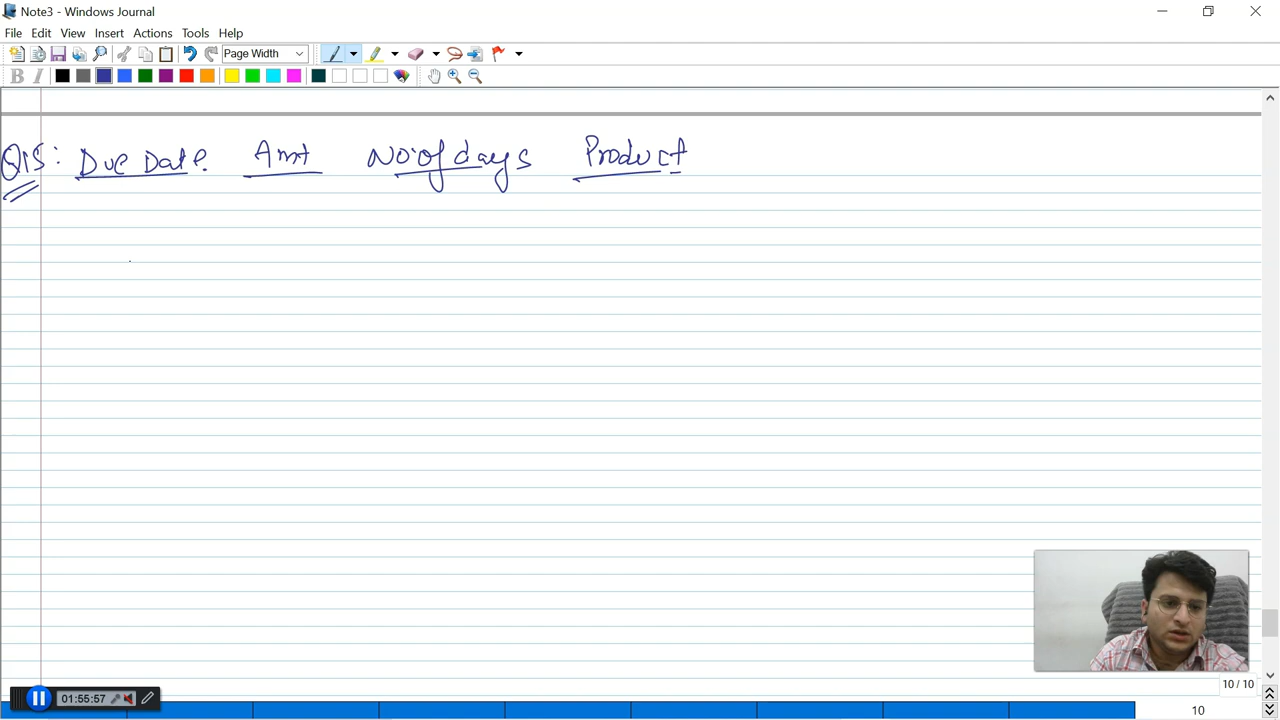 Note3 - Windows Journal
File Edit View Insert Actions Tools Help
Page Width
B I
Q15: Due Date Amt No. of days Product
01:55:57
10 / 10
10